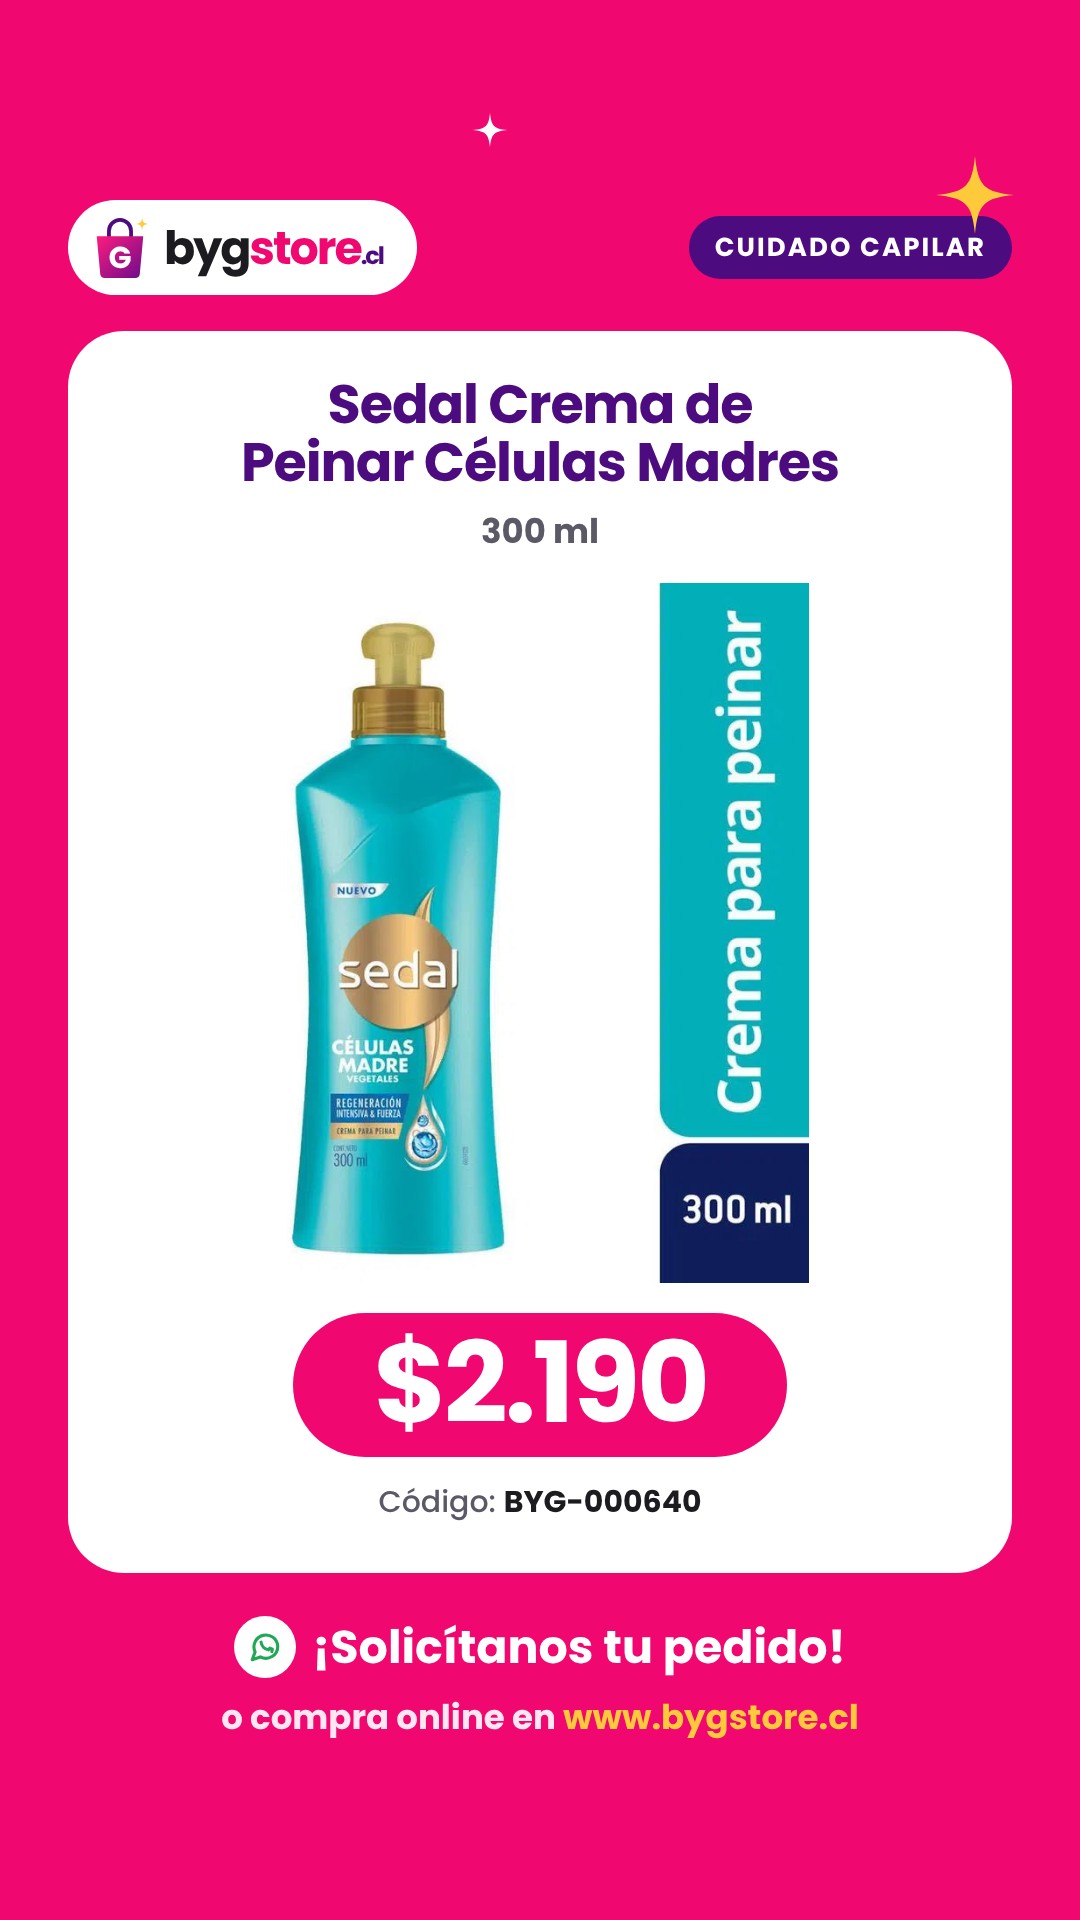 G bygstore.cl
CUIDADO CAPILAR
Sedal Crema de
Peinar Células Madres
300 ml
NUEVO
sedal
CÉLULAS
MADRE
VEGETALES
REGENERACIÓN
INTENSIVA & FUERZA
CREMA PARA PEINAR
CONT. NETO
300 ml
Crema para peinar
300 ml
$2.190
Código: BYG-000640
¡Solicítanos tu pedido!
o compra online en www.bygstore.cl